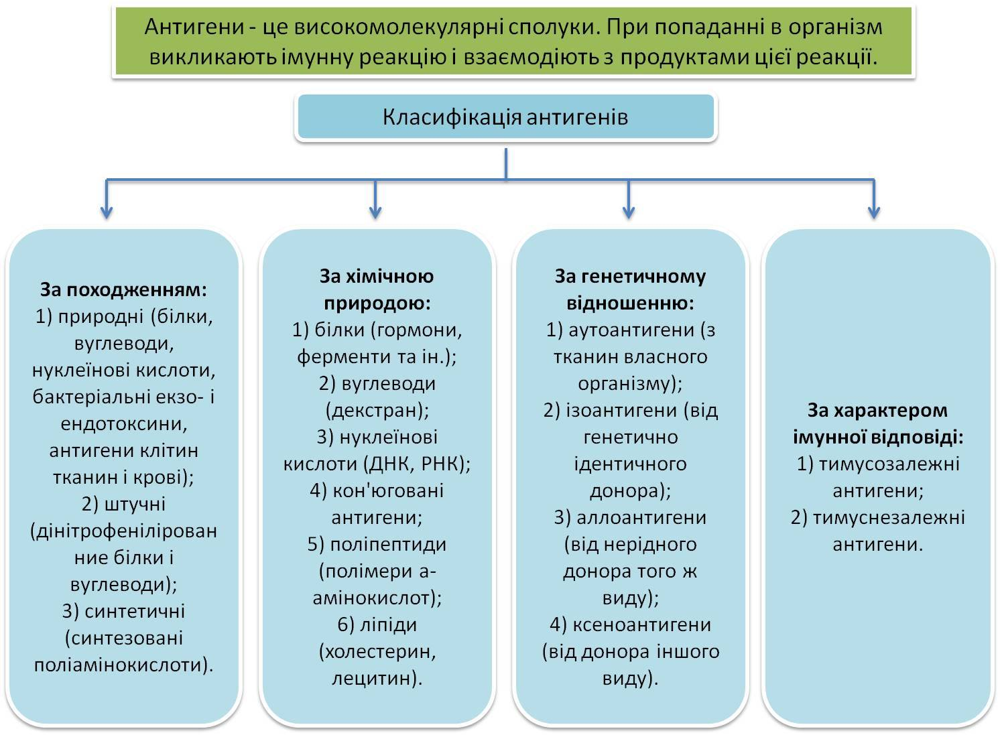 Антигени - це високомолекулярні сполуки. При попаданні в організм
викликають імунну реакцію і взаємодіють з продуктами цієї реакції.
Класифікація антигенів
За походженням:
1) природні (білки,
вуглеводи,
нуклеїнові кислоти,
бактеріальні екзо- і
ендотоксини,
антигени клітин
тканин і крові);
2) штучні
(дінітрофенілірован
ние білки і
вуглеводи);
3) синтетичні
(синтезовані
поліамінокислоти).
За хімічною
природою:
1) білки (гормони,
ферменти та ін.);
2) вуглеводи
(декстран);
3) нуклеїнові
кислоти (ДНК, РНК);
4) кон'юговані
антигени;
5) поліпептиди
(полімери а-
амінокислот);
6) ліпіди
(холестерин,
лецитин).
За генетичному
відношенню:
1) аутоантигени (з
тканин власного
організму);
2) ізоантигени (від
генетично
ідентичного
донора);
3) аллоантигени
(від нерідного
донора того ж
виду);
4) ксеноантигени
(від донора іншого
виду).
За характером
імунної відповіді:
1) тимусозалежні
антигени;
2) тимуснезалежні
антигени.